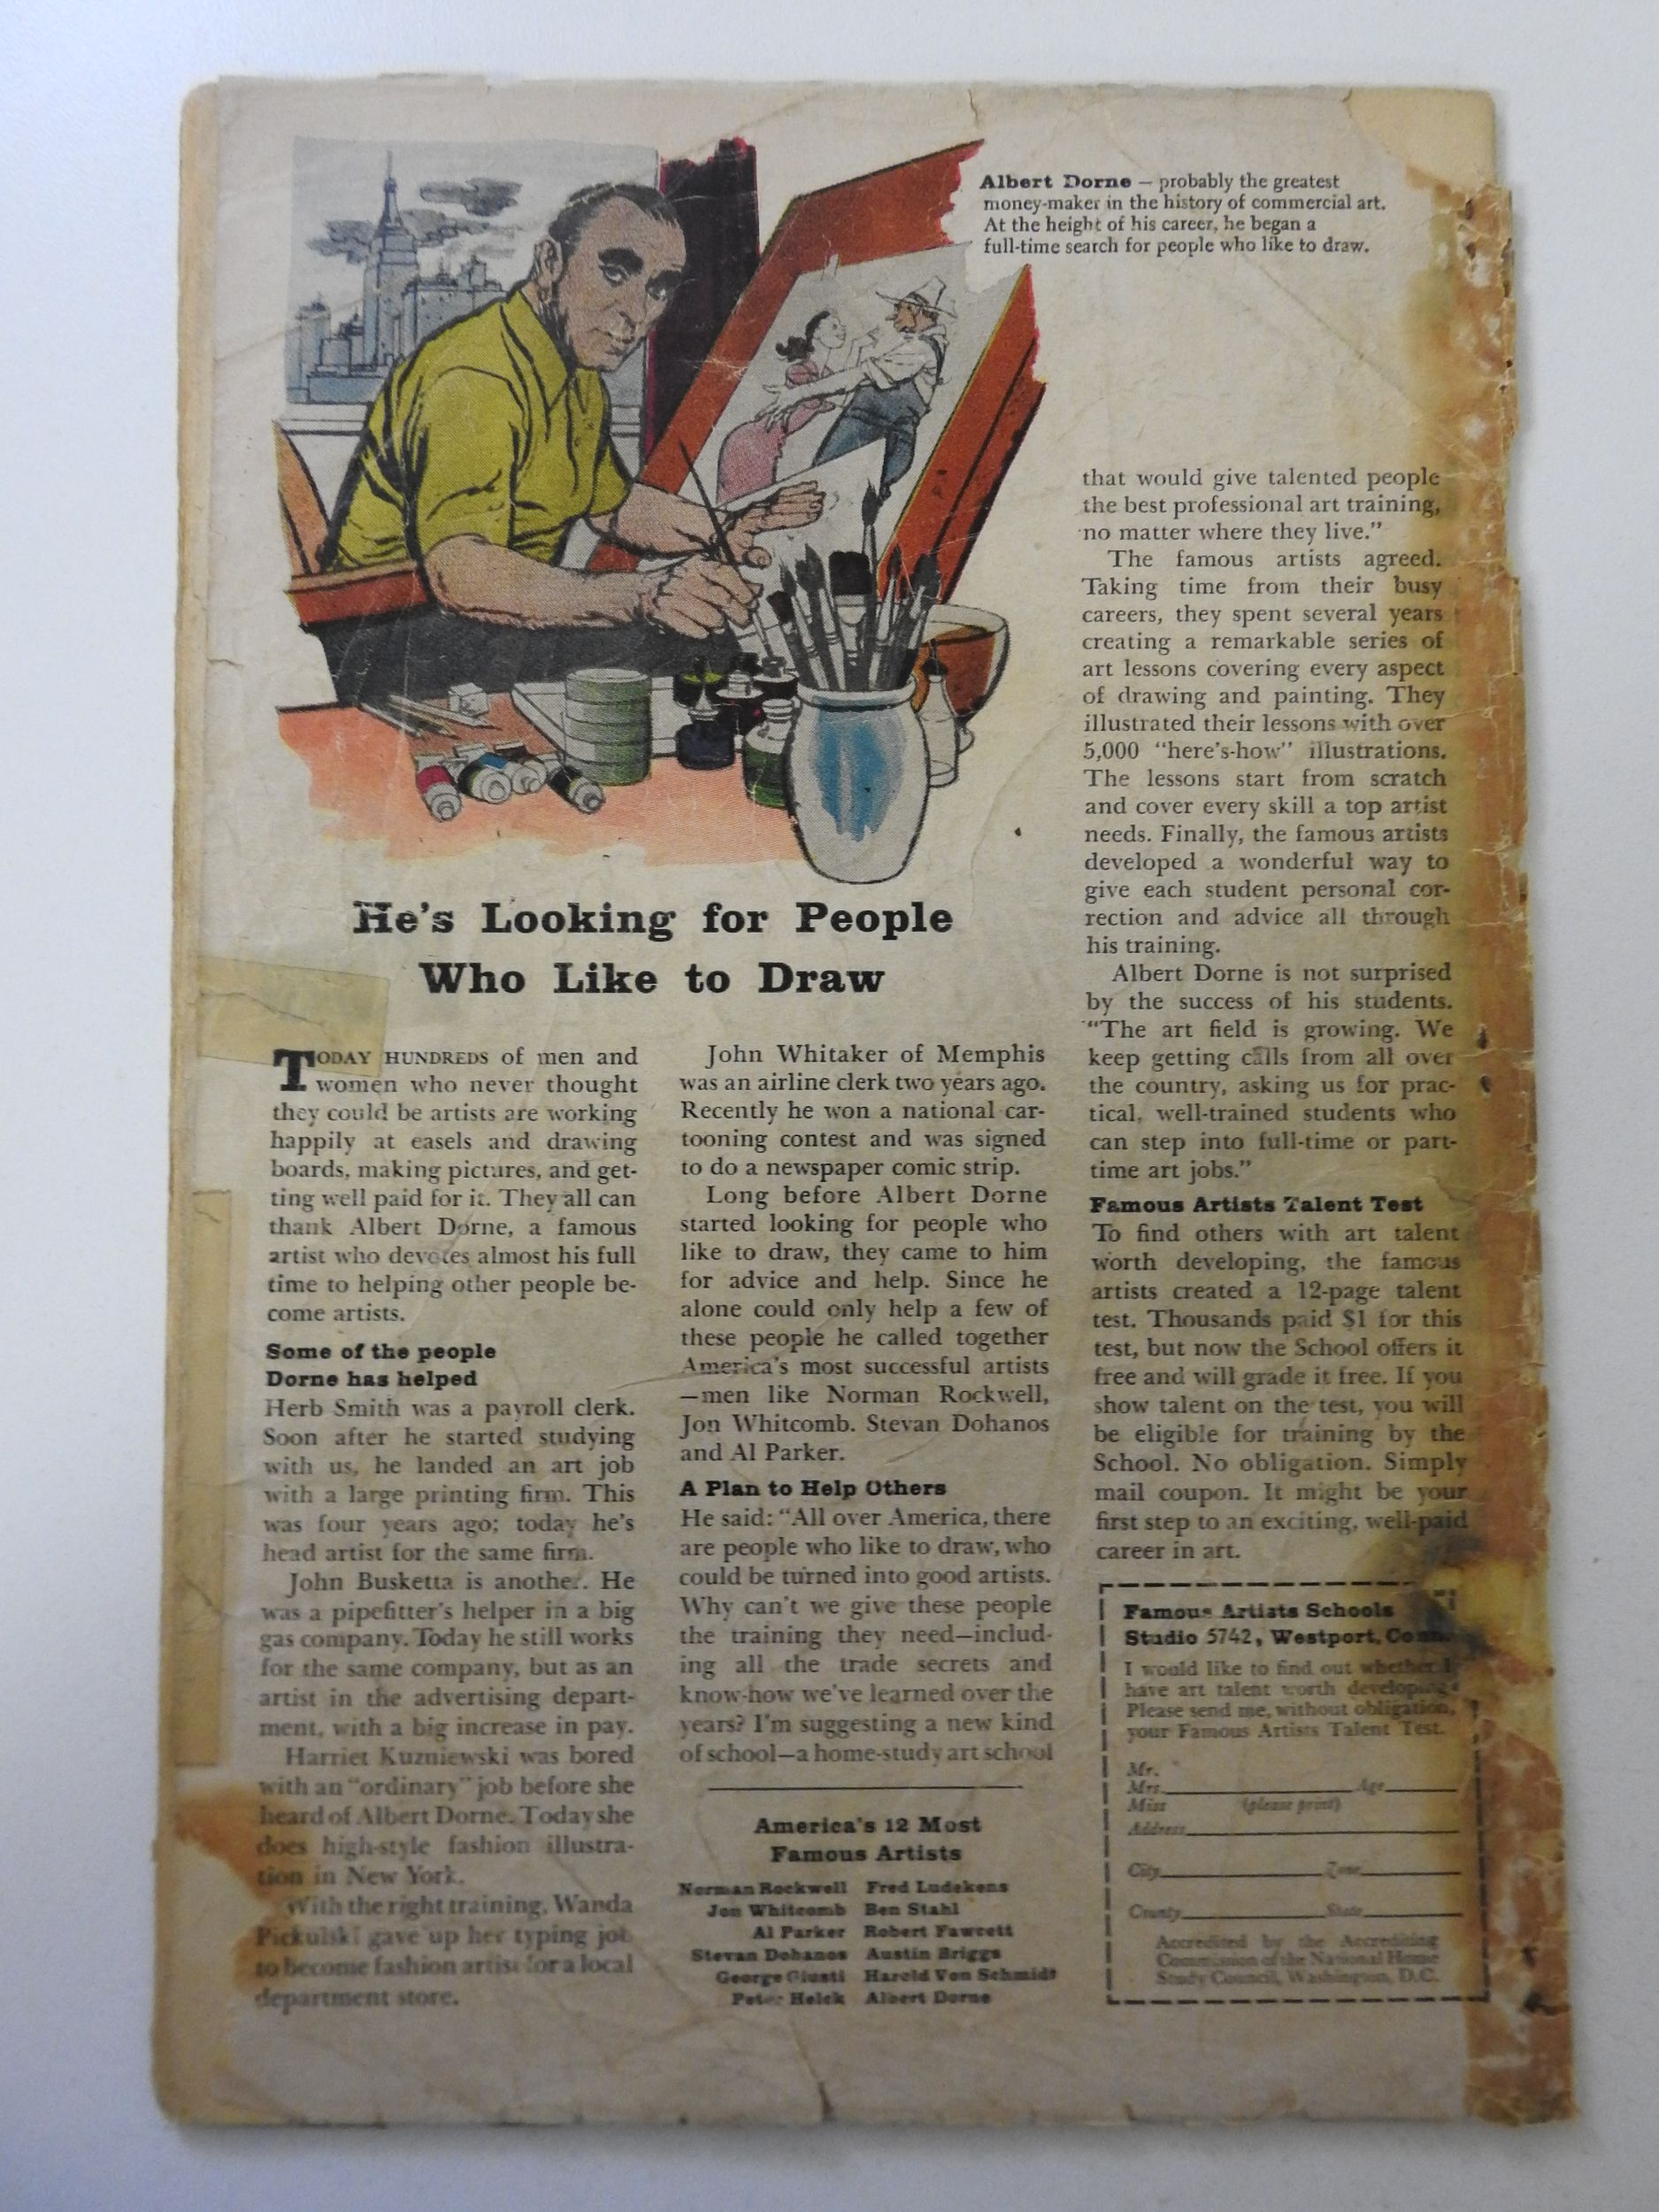 Albert Dorne — probably the greatest
money-maker in the history of commercial art.
At the height of his career, he began a
full-time search for people who like to draw.
He's Looking for People
Who Like to Draw
TODAY HUNDREDS of men and
women who never thought
they could be artists are working
happily at easels and drawing
boards, making pictures, and get-
ting well paid for it. They all can
thank Albert Dorne, a famous
artist who devotes almost his full
time to helping other people be-
come artists.
Some of the people
Dorne has helped
Herb Smith was a payroll clerk.
Soon after he started studying
with us, he landed an art job
with a large printing firm. This
was four years ago; today he's
head artist for the same firm.
John Busketta is another. He
was a pipefitter's helper in a big
gas company. Today he still works
for the same company, but as an
artist in the advertising depart-
ment, with a big increase in pay.
Harriet Kuzniewski was bored
with an "ordinary" job before she
heard of Albert Dorne. Today she
does high-style fashion illustra-
tion in New York.
With the right training, Wanda
Pickulski gave up her typing job
to become fashion artist for a local
department store.
John Whitaker of Memphis
was an airline clerk two years ago.
Recently he won a national car-
tooning contest and was signed
to do a newspaper comic strip.
Long before Albert Dorne
started looking for people who
like to draw, they came to him
for advice and help. Since he
alone could only help a few of
these people he called together
America's most successful artists
—men like Norman Rockwell,
Jon Whitcomb. Stevan Dohanos
and Al Parker.
A Plan to Help Others
He said: "All over America, there
are people who like to draw, who
could be turned into good artists.
Why can't we give these people
the training they need—includ-
ing all the trade secrets and
know-how we've learned over the
years? I'm suggesting a new kind
of school—a home-study art school
America's 12 Most
Famous Artists
Norman Rockwell Fred Ludekens
Jon Whitcomb Ben Stahl
Al Parker Robert Fawcett
Stevan Dohanos Austin Briggs
George Giusti Harold Von Schmidt
Peter Helck Albert Dorne
that would give talented people
the best professional art training,
no matter where they live."
The famous artists agreed.
Taking time from their busy
careers, they spent several years
creating a remarkable series of
art lessons covering every aspect
of drawing and painting. They
illustrated their lessons with over
5,000 "here's-how" illustrations.
The lessons start from scratch
and cover every skill a top artist
needs. Finally, the famous artists
developed a wonderful way to
give each student personal cor-
rection and advice all through
his training.
Albert Dorne is not surprised
by the success of his students.
"The art field is growing. We
keep getting calls from all over
the country, asking us for prac-
tical, well-trained students who
can step into full-time or part-
time art jobs."
Famous Artists Talent Test
To find others with art talent
worth developing, the famous
artists created a 12-page talent
test. Thousands paid $1 for this
test, but now the School offers it
free and will grade it free. If you
show talent on the test, you will
be eligible for training by the
School. No obligation. Simply
mail coupon. It might be your
first step to an exciting, well-paid
career in art.
Famous Artists Schools
Studio 5742, Westport, Conn.
I would like to find out whether I
have art talent worth developing.
Please send me, without obligation,
your Famous Artists Talent Test.
Mr.
Mrs. Age
Miss (please print)
Address
City Zone
County State
Accredited by the Accrediting
Commission of the National Home
Study Council, Washington, D.C.